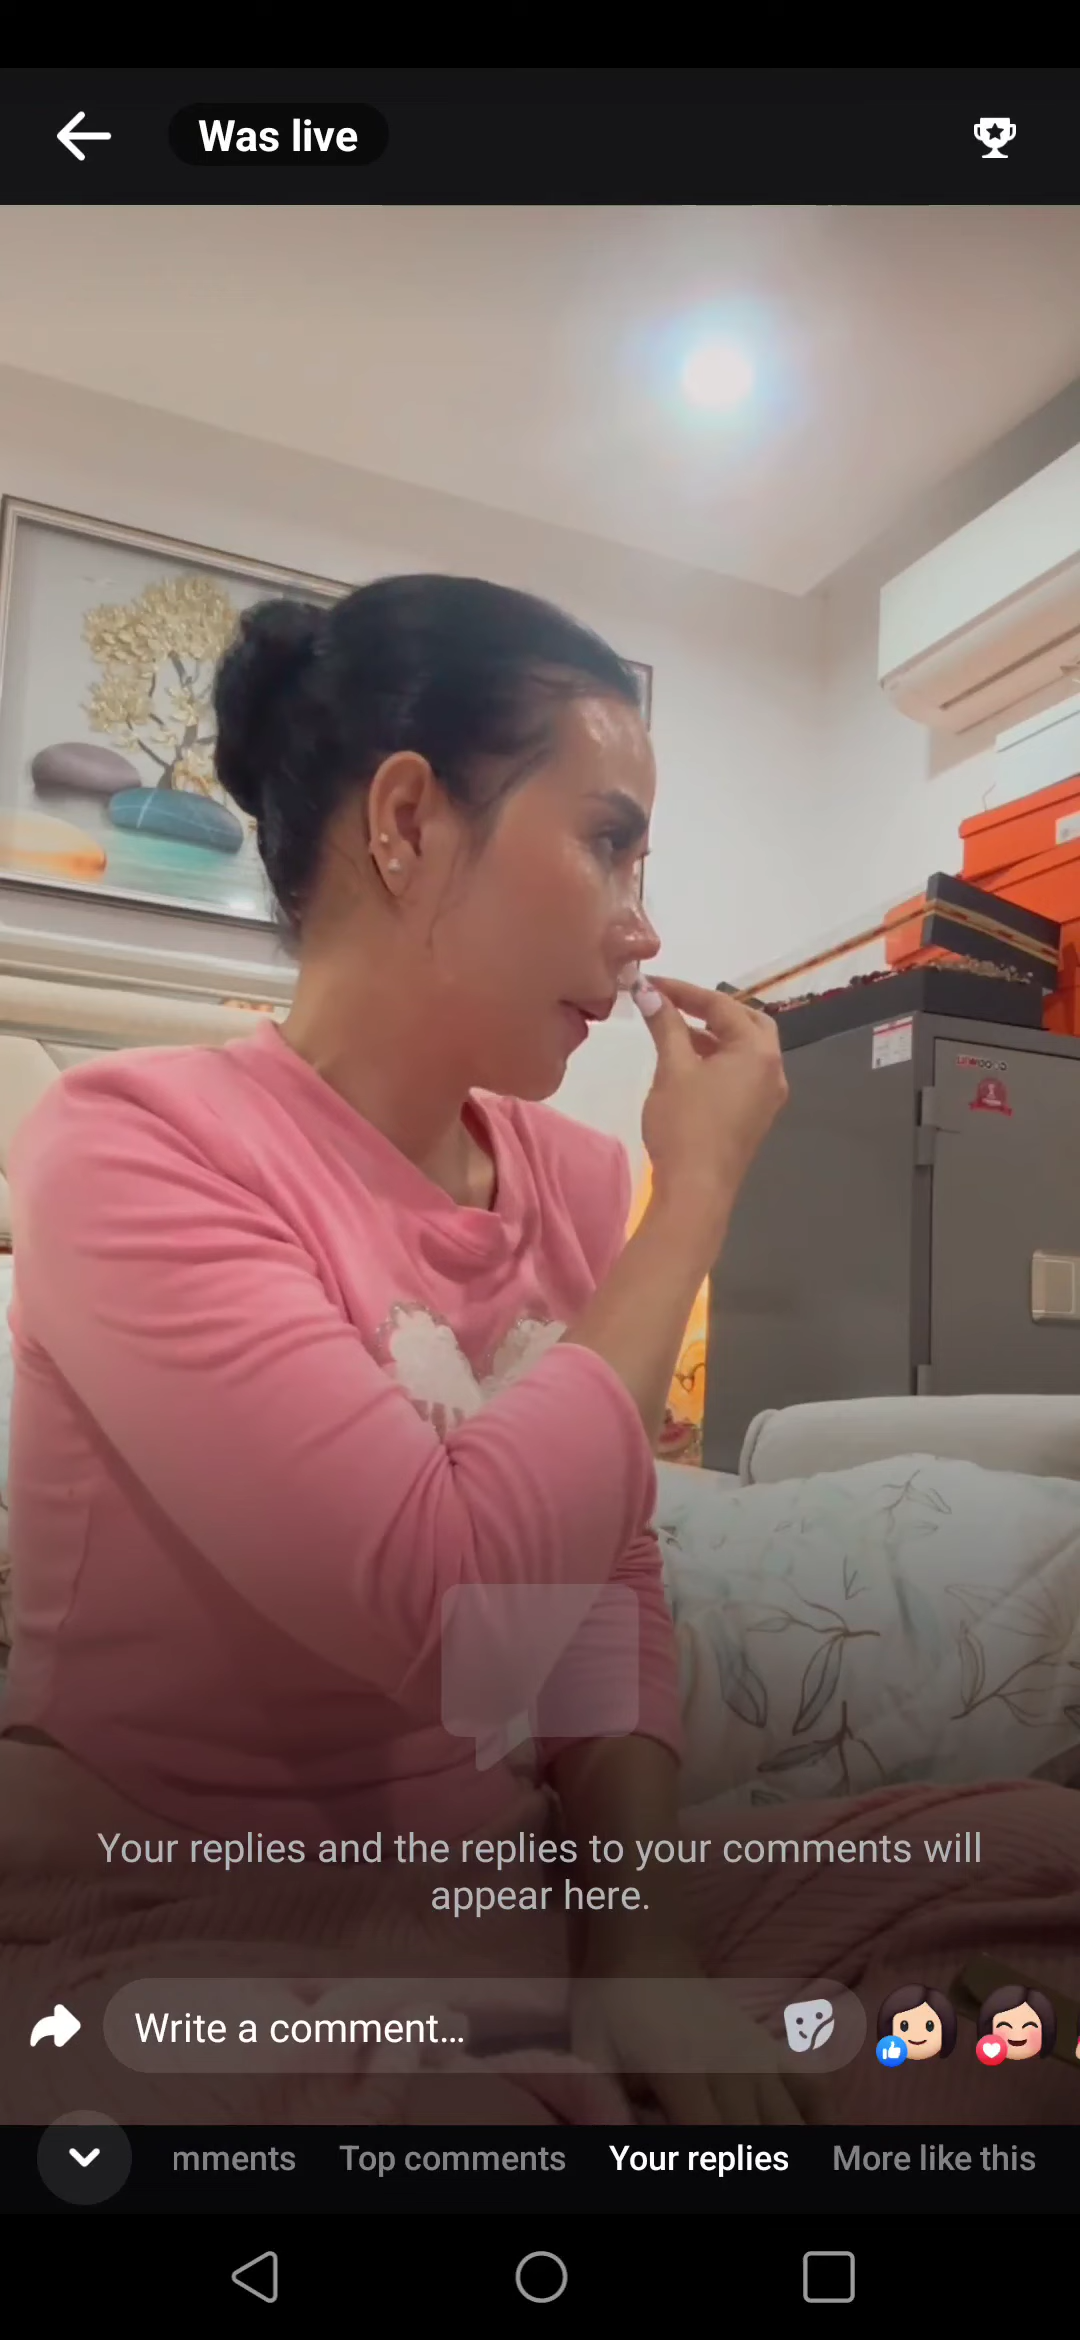 Was live
Your replies and the replies to your comments will
appear here.
Write a comment...
mments
Top comments
Your replies
More like this